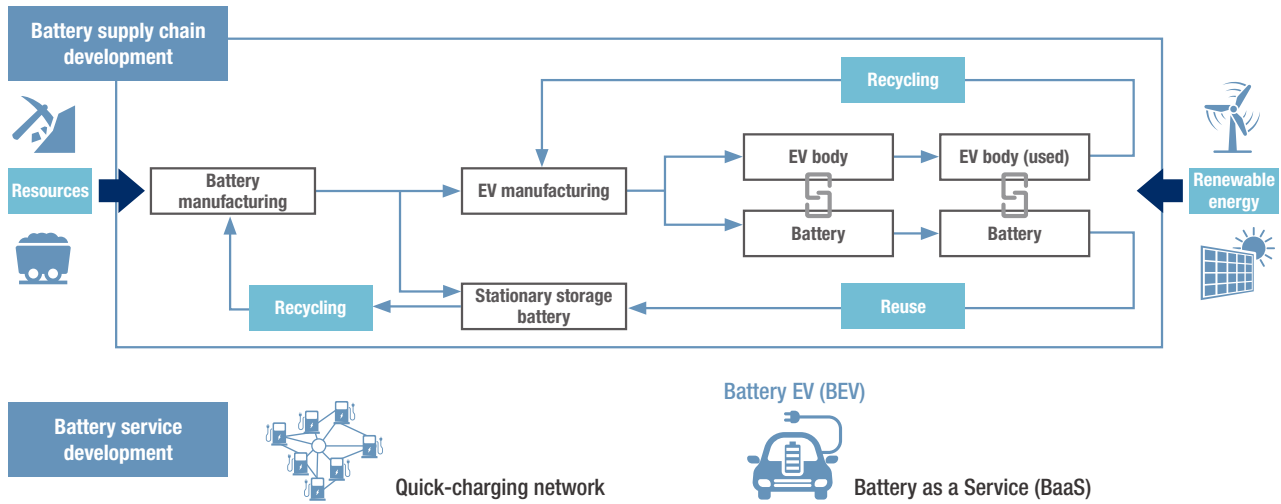 Battery supply chain
development
Recycling
EV body
EV body (used)
Resources
Battery
manufacturing
EV manufacturing
Renewable
energy
Battery
Battery
Recycling
Stationary storage
battery
Reuse
Battery service
development
Quick-charging network
Battery EV (BEV)
Battery as a Service (BaaS)